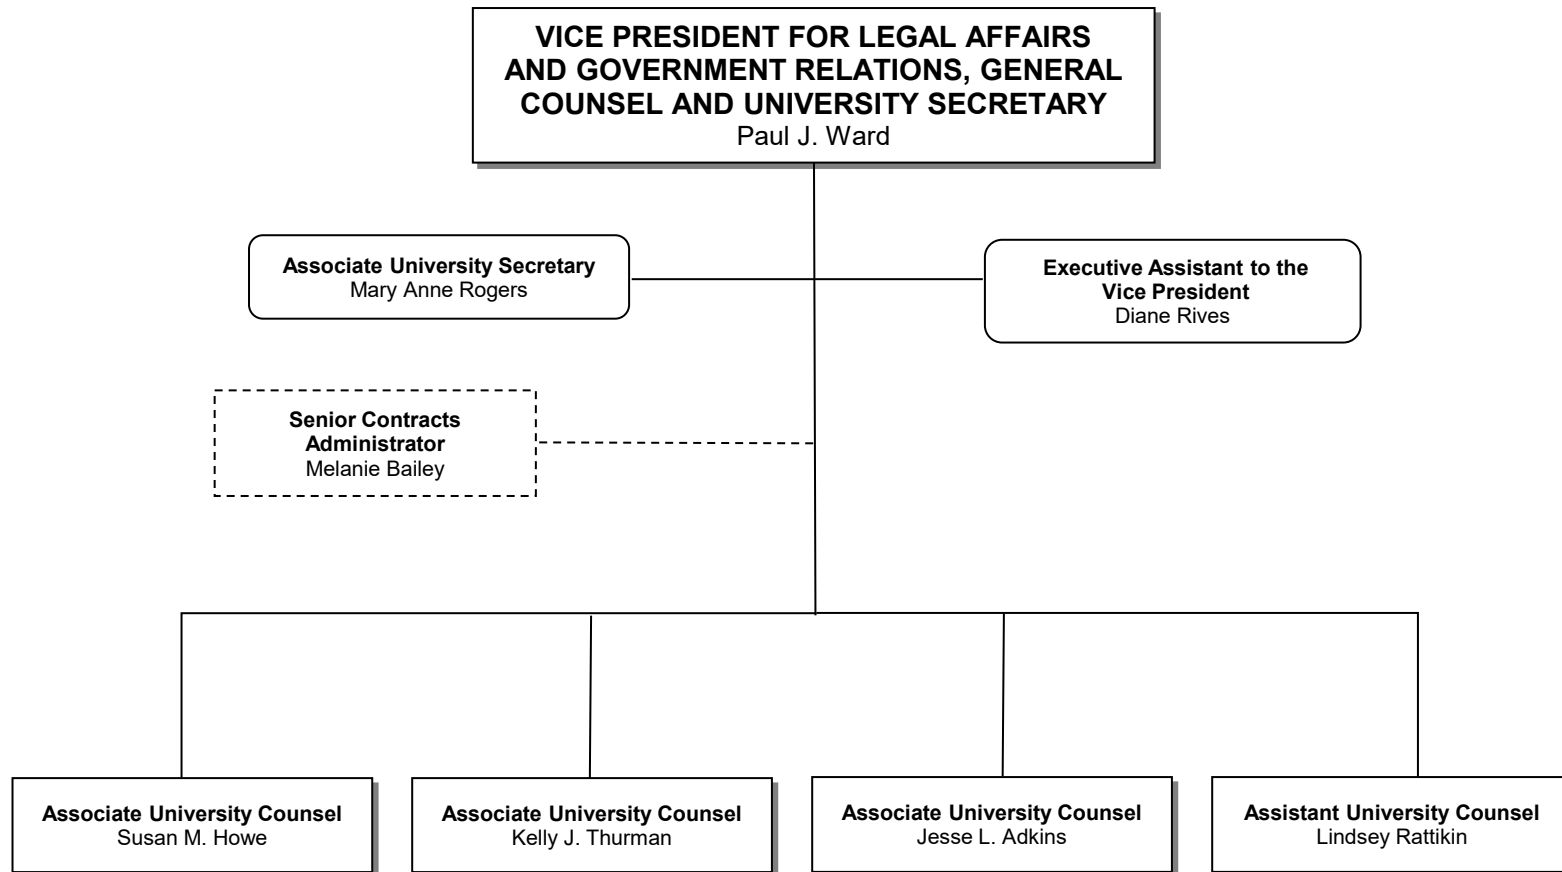 VICE PRESIDENT FOR LEGAL AFFAIRS
AND GOVERNMENT RELATIONS, GENERAL
COUNSEL AND UNIVERSITY SECRETARY
Paul J. Ward
Associate University Secretary
Mary Anne Rogers
Executive Assistant to the
Vice President
Diane Rives
Senior Contracts
Administrator
Melanie Bailey
Associate University Counsel
Susan M. Howe
Associate University Counsel
Kelly J. Thurman
Associate University Counsel
Jesse L. Adkins
Assistant University Counsel
Lindsey Rattikin